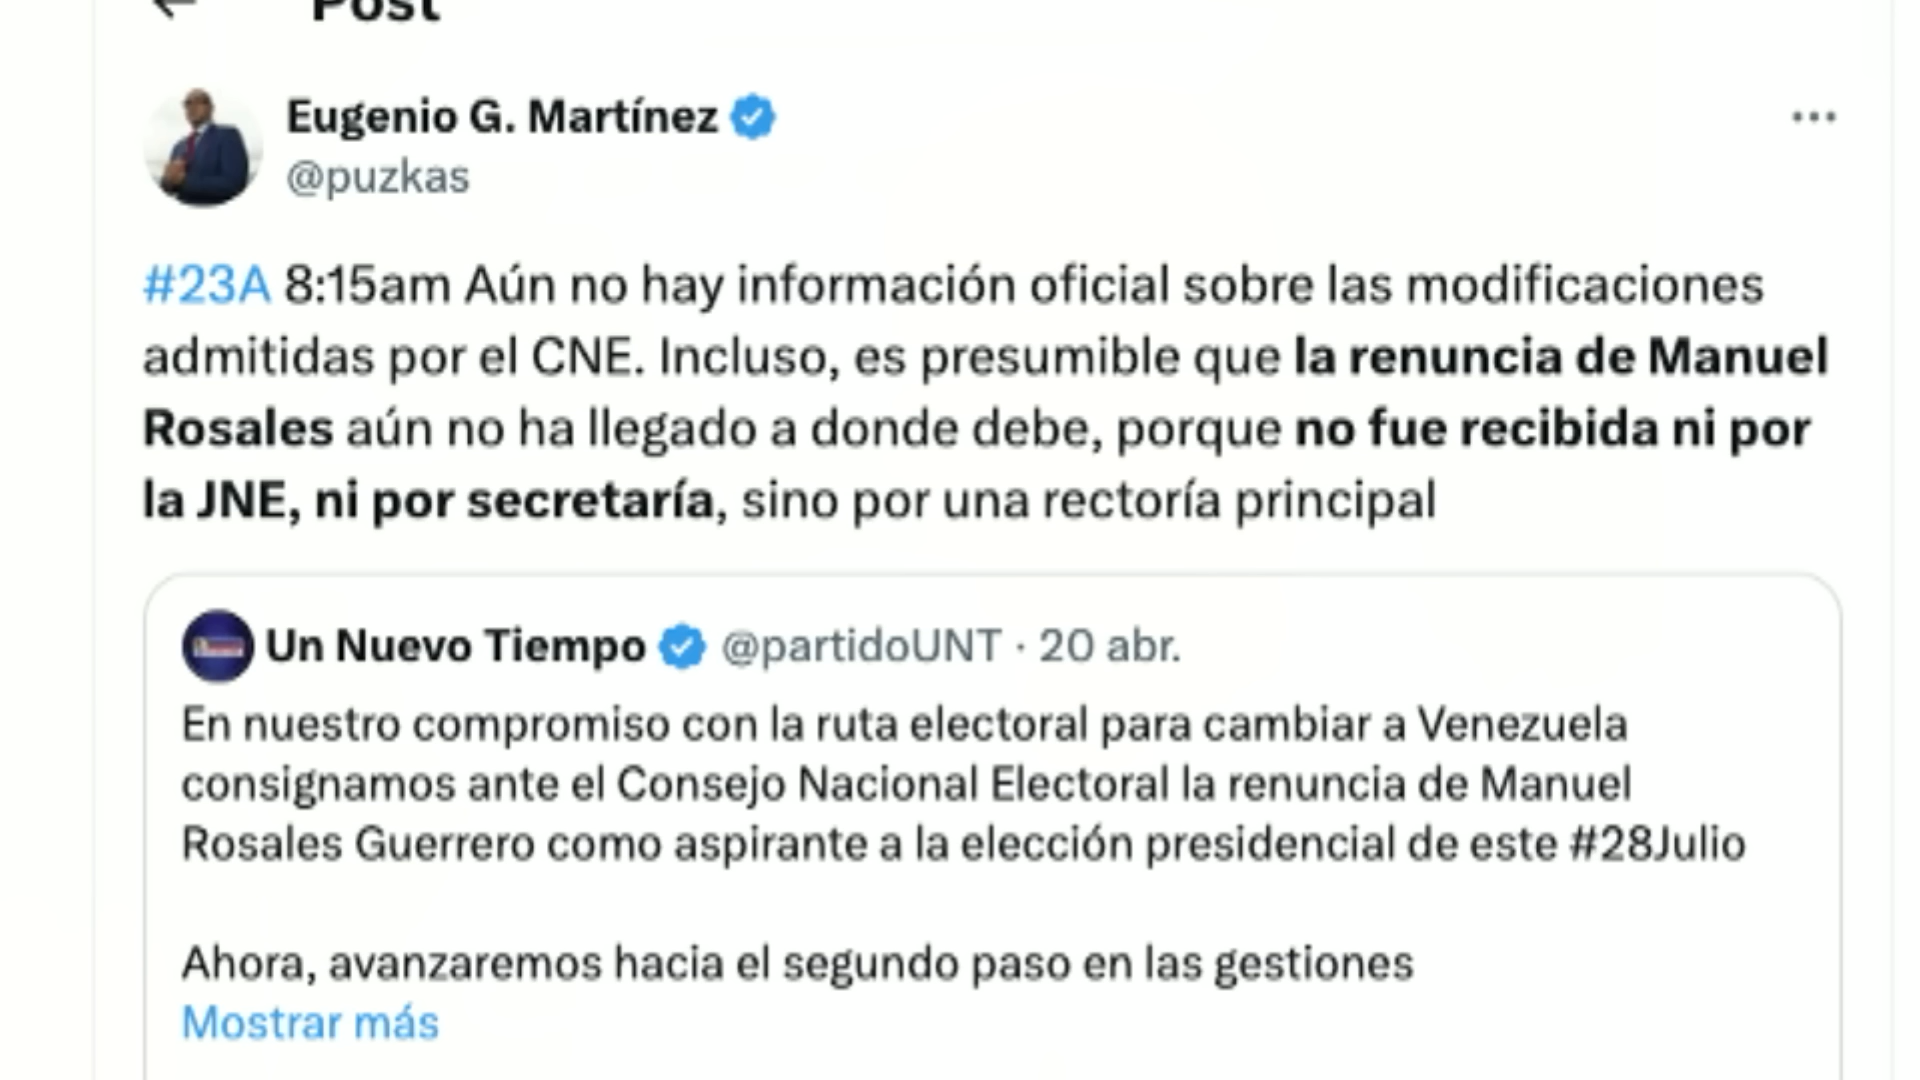 Post
Eugenio G. Martínez
@puzkas
#23A 8:15am Aún no hay información oficial sobre las modificaciones
admitidas por el CNE. Incluso, es presumible que la renuncia de Manuel
Rosales aún no ha llegado a donde debe, porque no fue recibida ni por
la JNE, ni por secretaría, sino por una rectoría principal
Un Nuevo Tiempo @partidoUNT · 20 abr.
En nuestro compromiso con la ruta electoral para cambiar a Venezuela
consignamos ante el Consejo Nacional Electoral la renuncia de Manuel
Rosales Guerrero como aspirante a la elección presidencial de este #28Julio
Ahora, avanzaremos hacia el segundo paso en las gestiones
Mostrar más